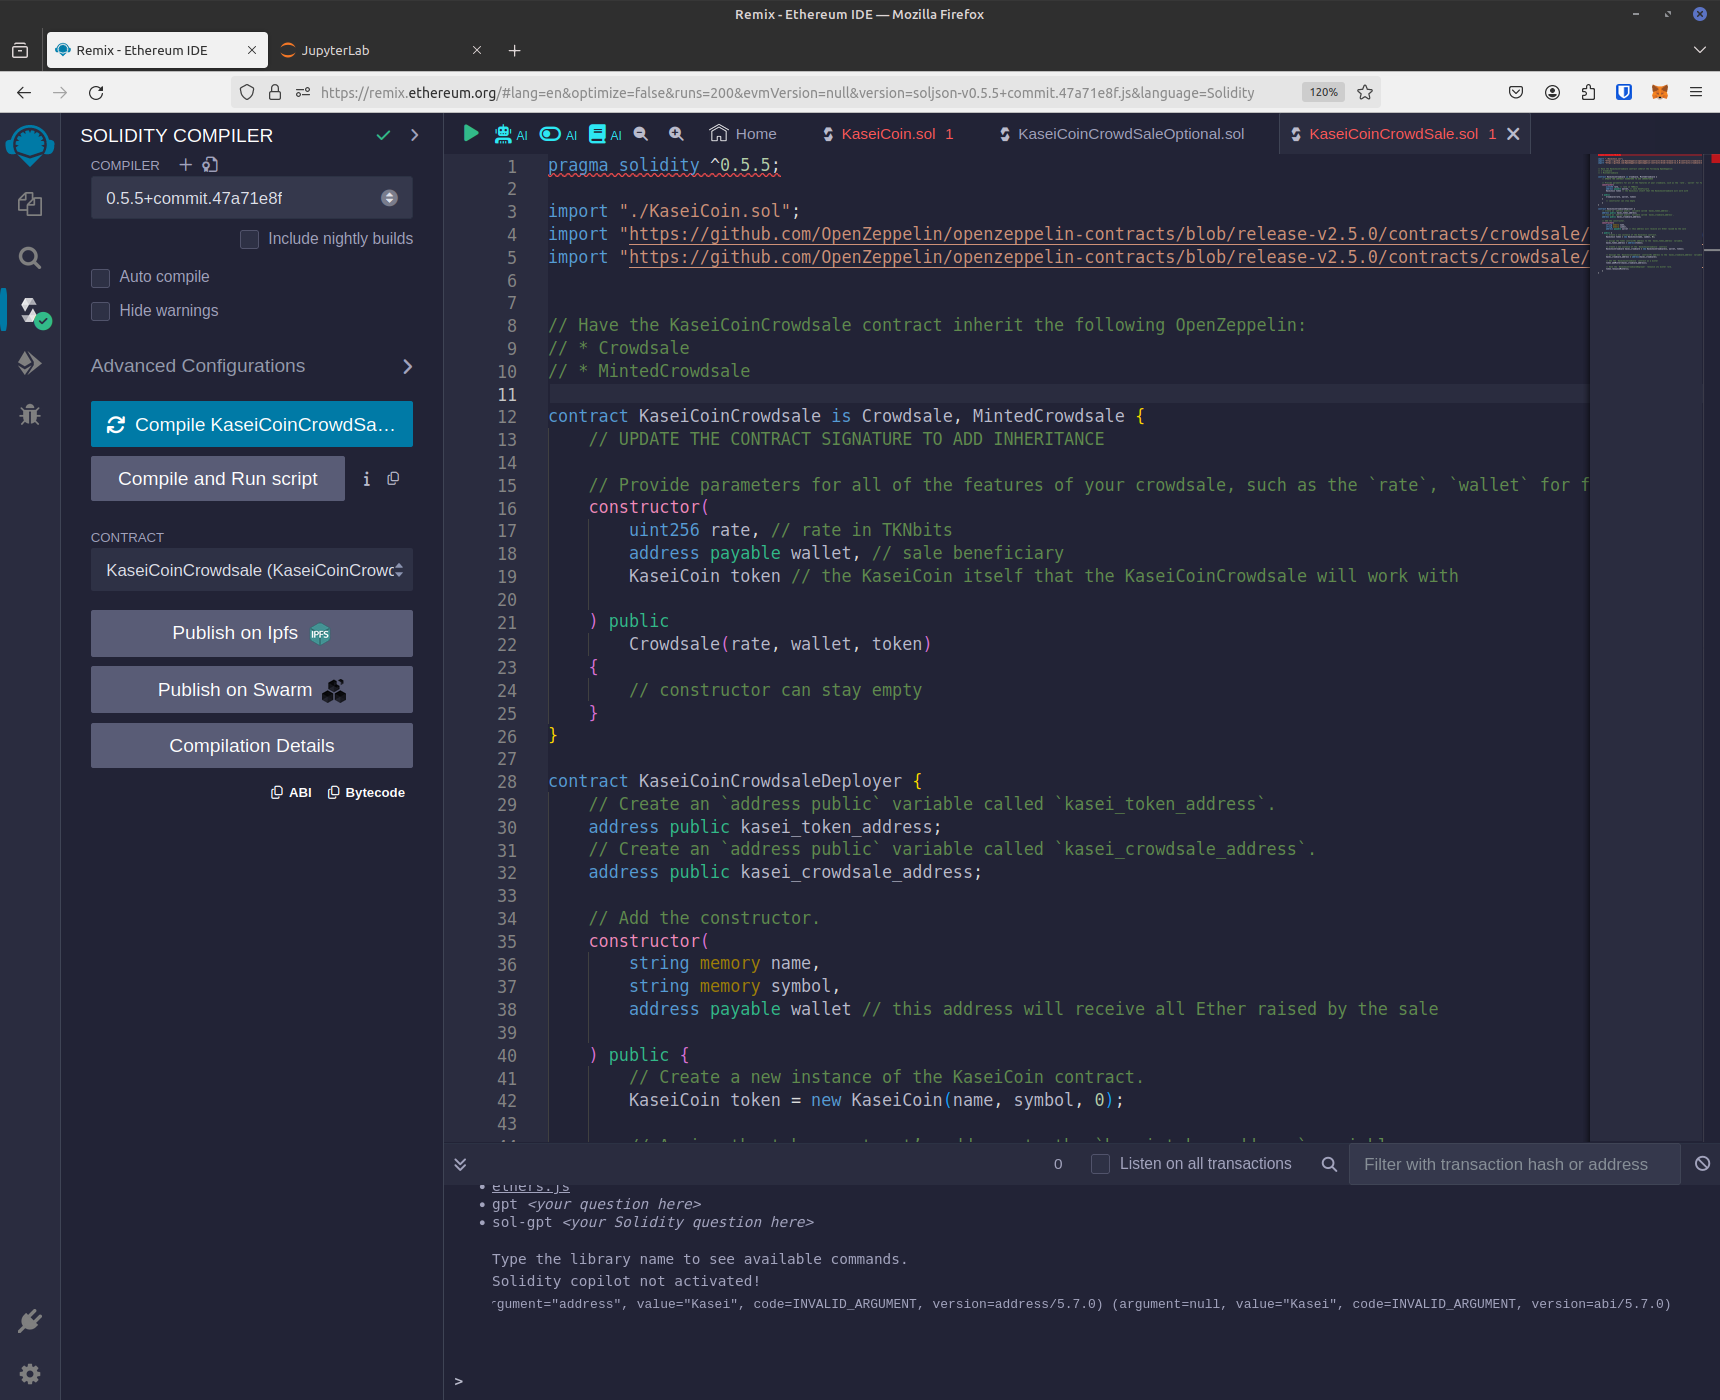 Remix - Ethereum IDE — Mozilla Firefox
Remix - Ethereum IDE
JupyterLab
https://remix.ethereum.org/#lang=en&optimize=false&runs=200&evmVersion=null&version=soljson-v0.5.5+commit.47a71e8f.js&language=Solidity
120%
SOLIDITY COMPILER
COMPILER
0.5.5+commit.47a71e8f
Include nightly builds
Auto compile
Hide warnings
Advanced Configurations
Compile KaseiCoinCrowdSa...
Compile and Run script
CONTRACT
KaseiCoinCrowdsale (KaseiCoinCrowd
Publish on Ipfs IPFS
Publish on Swarm
Compilation Details
ABI Bytecode
AI AI AI Home KaseiCoin.sol 1 KaseiCoinCrowdSaleOptional.sol KaseiCoinCrowdSale.sol 1
1 pragma solidity ^0.5.5;
2
3 import "./KaseiCoin.sol";
4 import "https://github.com/OpenZeppelin/openzeppelin-contracts/blob/release-v2.5.0/contracts/crowdsale/
5 import "https://github.com/OpenZeppelin/openzeppelin-contracts/blob/release-v2.5.0/contracts/crowdsale/
6
7
8 // Have the KaseiCoinCrowdsale contract inherit the following OpenZeppelin:
9 // * Crowdsale
10 // * MintedCrowdsale
11
12 contract KaseiCoinCrowdsale is Crowdsale, MintedCrowdsale {
13 // UPDATE THE CONTRACT SIGNATURE TO ADD INHERITANCE
14
15 // Provide parameters for all of the features of your crowdsale, such as the `rate`, `wallet` for f
16 constructor(
17 uint256 rate, // rate in TKNbits
18 address payable wallet, // sale beneficiary
19 KaseiCoin token // the KaseiCoin itself that the KaseiCoinCrowdsale will work with
20
21 ) public
22 Crowdsale(rate, wallet, token)
23 {
24 // constructor can stay empty
25 }
26 }
27
28 contract KaseiCoinCrowdsaleDeployer {
29 // Create an `address public` variable called `kasei_token_address`.
30 address public kasei_token_address;
31 // Create an `address public` variable called `kasei_crowdsale_address`.
32 address public kasei_crowdsale_address;
33
34 // Add the constructor.
35 constructor(
36 string memory name,
37 string memory symbol,
38 address payable wallet // this address will receive all Ether raised by the sale
39
40 ) public {
41 // Create a new instance of the KaseiCoin contract.
42 KaseiCoin token = new KaseiCoin(name, symbol, 0);
43
0 Listen on all transactions Filter with transaction hash or address
• ethers.js
• gpt <your question here>
• sol-gpt <your Solidity question here>
Type the library name to see available commands.
Solidity copilot not activated!
rgument="address", value="Kasei", code=INVALID_ARGUMENT, version=address/5.7.0) (argument=null, value="Kasei", code=INVALID_ARGUMENT, version=abi/5.7.0)
>